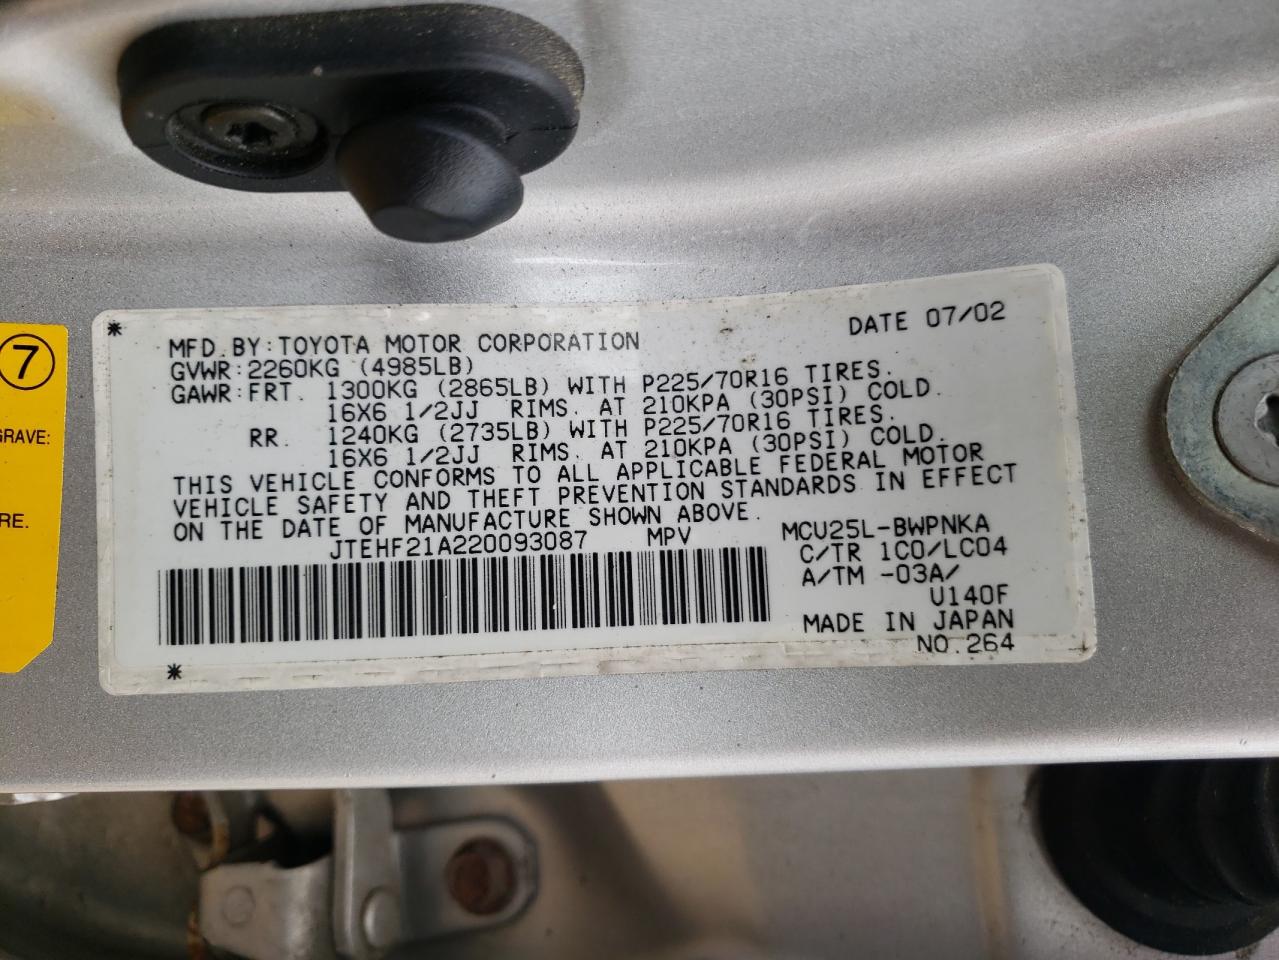 7
GRAVE:
RE.
*
DATE 07/02
MFD.BY:TOYOTA MOTOR CORPORATION
GVWR:2260KG (4985LB)
GAWR:FRT. 1300KG (2865LB) WITH P225/70R16 TIRES.
16X6 1/2JJ RIMS. AT 210KPA (30PSI) COLD.
RR. 1240KG (2735LB) WITH P225/70R16 TIRES.
16X6 1/2JJ RIMS. AT 210KPA (30PSI) COLD.
THIS VEHICLE CONFORMS TO ALL APPLICABLE FEDERAL MOTOR
VEHICLE SAFETY AND THEFT PREVENTION STANDARDS IN EFFECT
ON THE DATE OF MANUFACTURE SHOWN ABOVE.
JTEHF21A220093087 MPV
MCU25L-BWPNKA
C/TR 1C0/LC04
A/TM -03A/
U140F
MADE IN JAPAN
NO.264
*